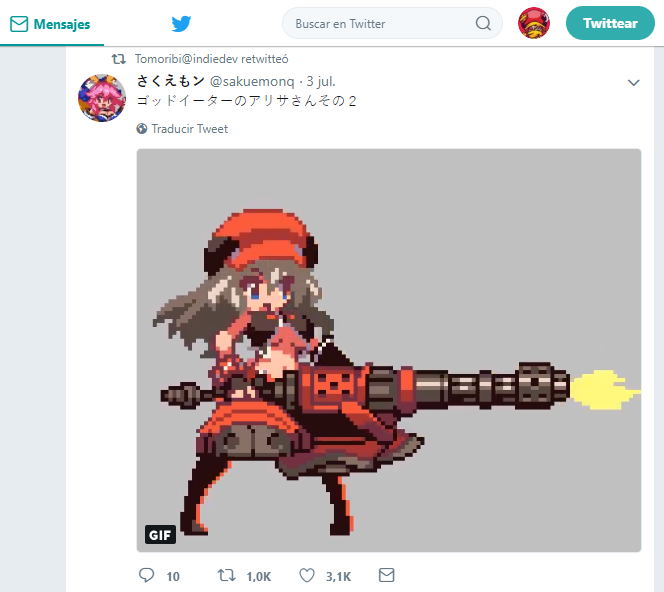 Mensajes
Buscar en Twitter
Twittear
Tomoribi@indiedev retwitteó
さくえもン @sakuemonq · 3 jul.
ゴッドイーターのアリサさんその２
Traducir Tweet
GIF
10 1,0K 3,1K